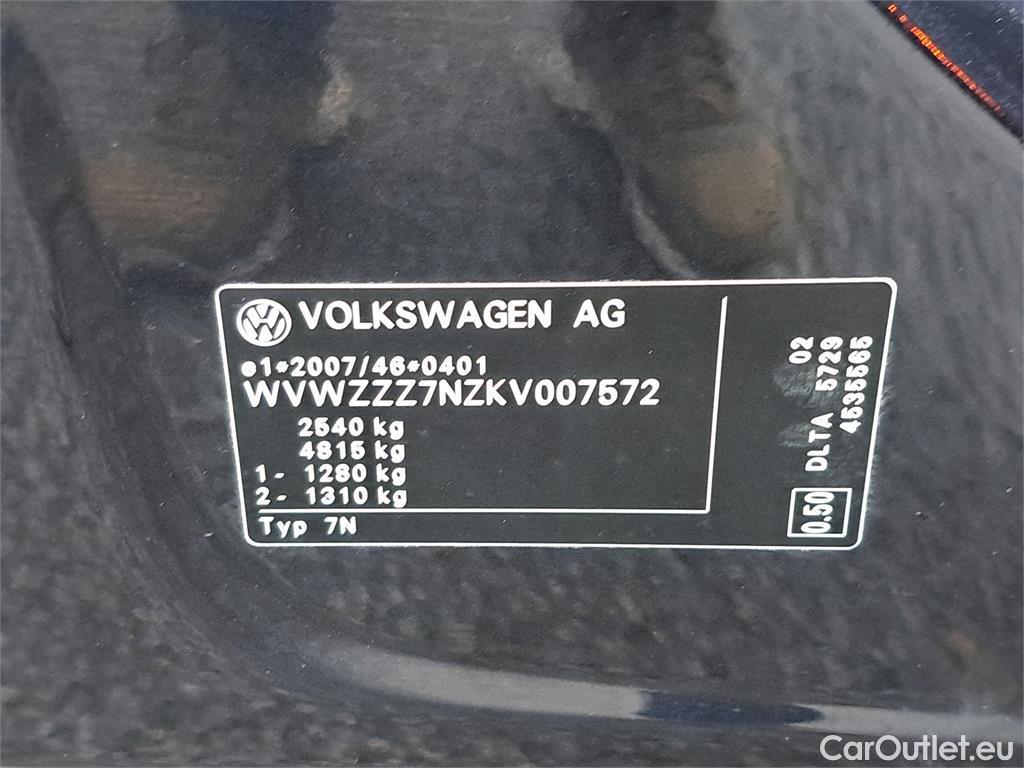 VOLKSWAGEN AG
e1*2007/46*0401
WVWZZZ7NZKV007572
2540 kg
4815 kg
1- 1280 kg
2- 1310 kg
Typ 7N
02
DLTA 5729
4535565
0.50
CarOutlet.eu